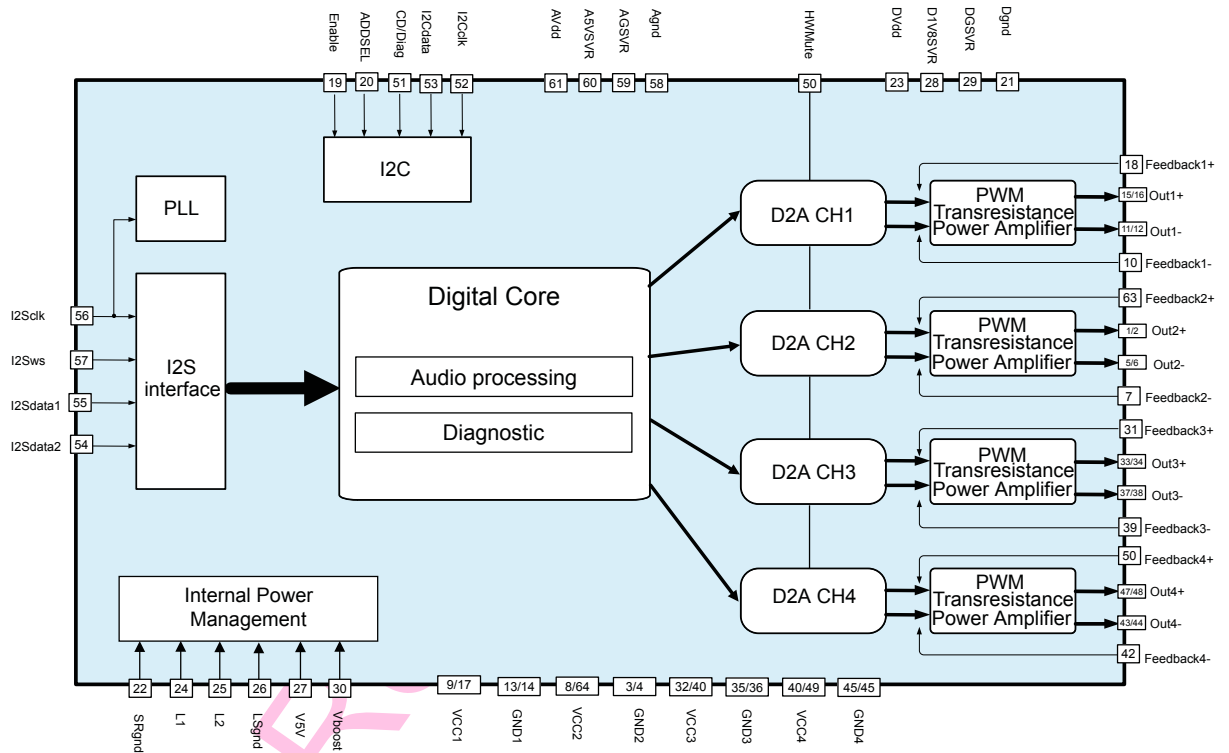 Enable
ADDSEL
CD/Diag
I2Cdata
I2Cclk
AVdd
A5VSVR
AGSVR
Agnd
HWMute
DVdd
D1V8SVR
DGSVR
Dgnd
19
20
51
53
52
61
60
59
58
50
23
28
29
21
I2C
PLL
I2S
interface
I2Sclk
56
I2Sws
57
I2Sdata1
55
I2Sdata2
54
Digital Core
Audio processing
Diagnostic
D2A CH1
PWM
Transresistance
Power Amplifier
18
Feedback1+
15/16
Out1+
11/12
Out1-
10
Feedback1-
D2A CH2
PWM
Transresistance
Power Amplifier
63
Feedback2+
1/2
Out2+
5/6
Out2-
7
Feedback2-
D2A CH3
PWM
Transresistance
Power Amplifier
31
Feedback3+
33/34
Out3+
37/38
Out3-
39
Feedback3-
D2A CH4
PWM
Transresistance
Power Amplifier
50
Feedback4+
47/48
Out4+
43/44
Out4-
42
Feedback4-
Internal Power
Management
22
24
25
26
27
30
9/17
13/14
8/64
3/4
32/40
35/36
40/49
45/45
SRgnd
L1
L2
LSgnd
V5V
Vboost
VCC1
GND1
VCC2
GND2
VCC3
GND3
VCC4
GND4